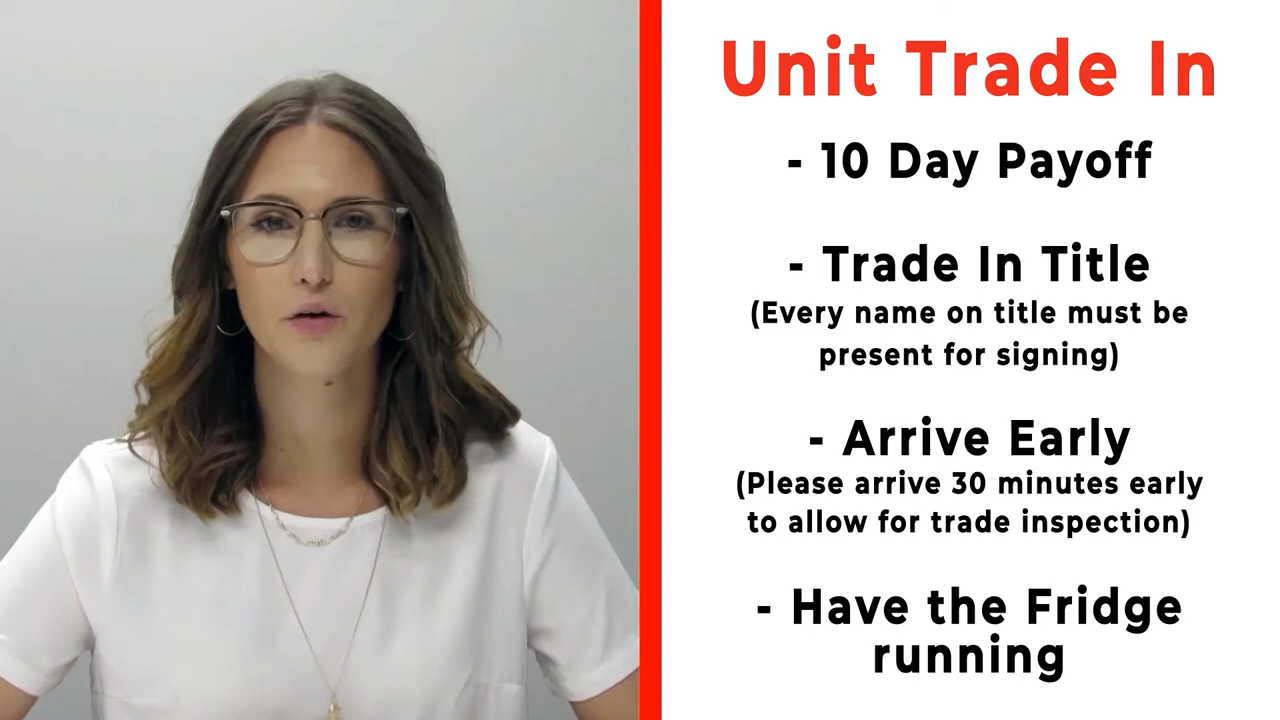 Unit Trade In
- 10 Day Payoff
- Trade In Title
(Every name on title must be
present for signing)
- Arrive Early
(Please arrive 30 minutes early
to allow for trade inspection)
- Have the Fridge
running